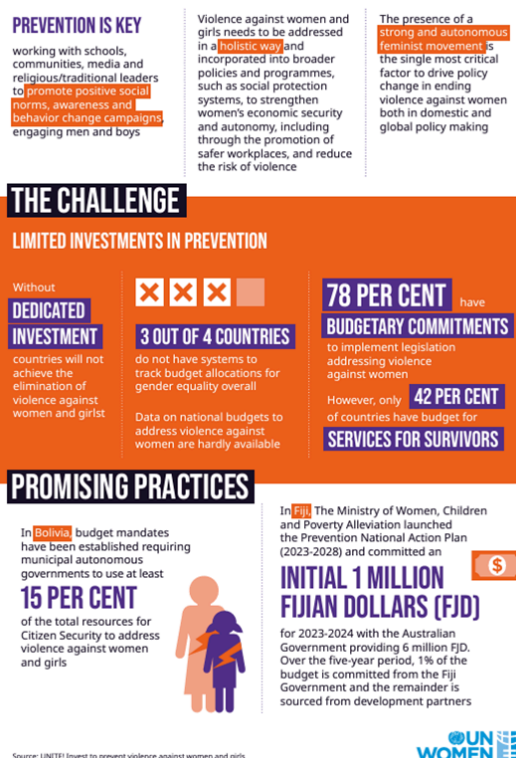 PREVENTION IS KEY
working with schools,
communities, media and
religious/traditional leaders
to promote positive social
norms, awareness and
behavior change campaigns,
engaging men and boys
Violence against women and
girls needs to be addressed
in a holistic way and
incorporated into broader
policies and programmes,
such as social protection
systems, to strengthen
women's economic security
and autonomy, including
through the promotion of
safer workplaces, and reduce
the risk of violence
The presence of a
strong and autonomous
feminist movement is
the single most critical
factor to drive policy
change in ending
violence against women
both in domestic and
global policy making
THE CHALLENGE
LIMITED INVESTMENTS IN PREVENTION
Without
DEDICATED
INVESTMENT
countries will not
achieve the
elimination of
violence against
women and girlst
3 OUT OF 4 COUNTRIES
do not have systems to
track budget allocations for
gender equality overall
Data on national budgets to
address violence against
women are hardly available
78 PER CENT have
BUDGETARY COMMITMENTS
to implement legislation
addressing violence
against women
However, only 42 PER CENT
of countries have budget for
SERVICES FOR SURVIVORS
PROMISING PRACTICES
In Bolivia, budget mandates
have been established requiring
municipal autonomous
governments to use at least
15 PER CENT
of the total resources for
Citizen Security to address
violence against women
and girls
In Fiji, The Ministry of Women, Children
and Poverty Alleviation launched
the Prevention National Action Plan
(2023-2028) and committed an
INITIAL 1 MILLION
FIJIAN DOLLARS (FJD)
$
for 2023-2024 with the Australian
Government providing 6 million FJD.
Over the five-year period, 1% of the
budget is committed from the Fiji
Government and the remainder is
sourced from development partners
Source: UNITE! Invest to prevent violence against women and girls
UN
WOMEN